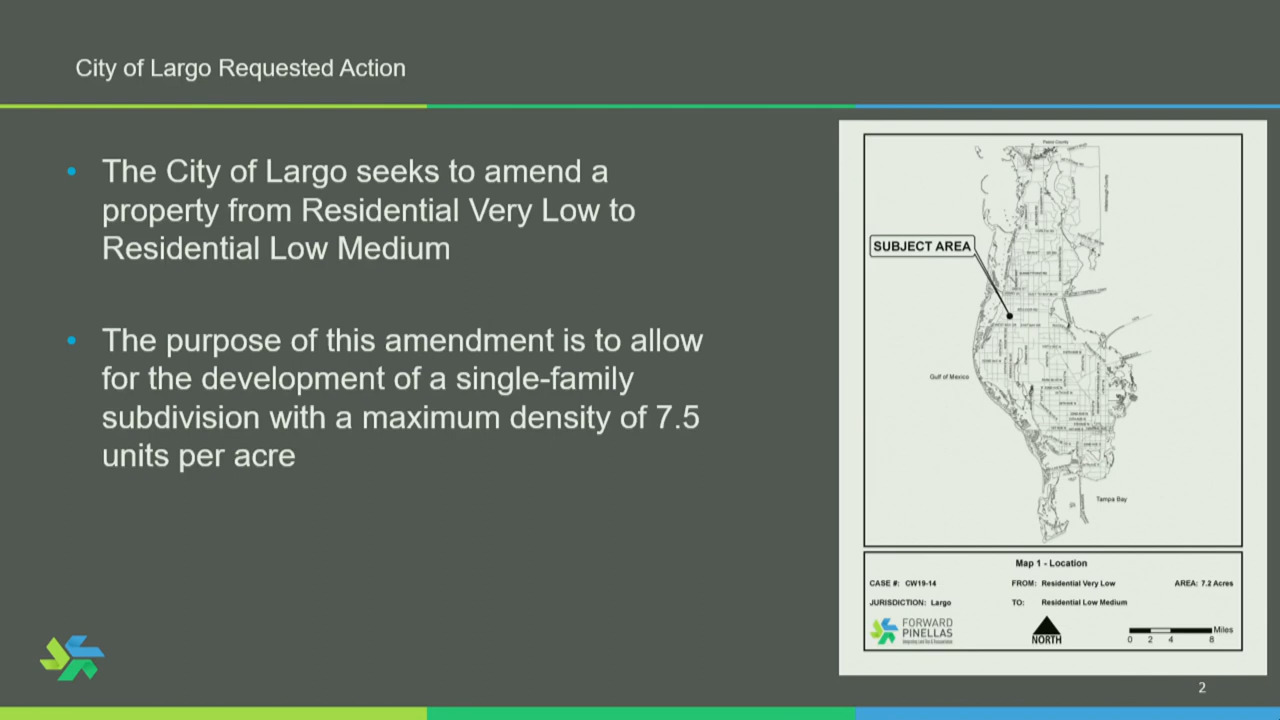 City of Largo Requested Action
• The City of Largo seeks to amend a
property from Residential Very Low to
Residential Low Medium
• The purpose of this amendment is to allow
for the development of a single-family
subdivision with a maximum density of 7.5
units per acre
Pasco County
Hillsborough County
SUBJECT AREA
Gulf of Mexico
Tampa Bay
Map 1 - Location
CASE #: CW19-14 FROM: Residential Very Low AREA: 7.2 Acres
JURISDICTION: Largo TO: Residential Low Medium
FORWARD
PINELLAS
NORTH
Miles
0 2 4 8
2